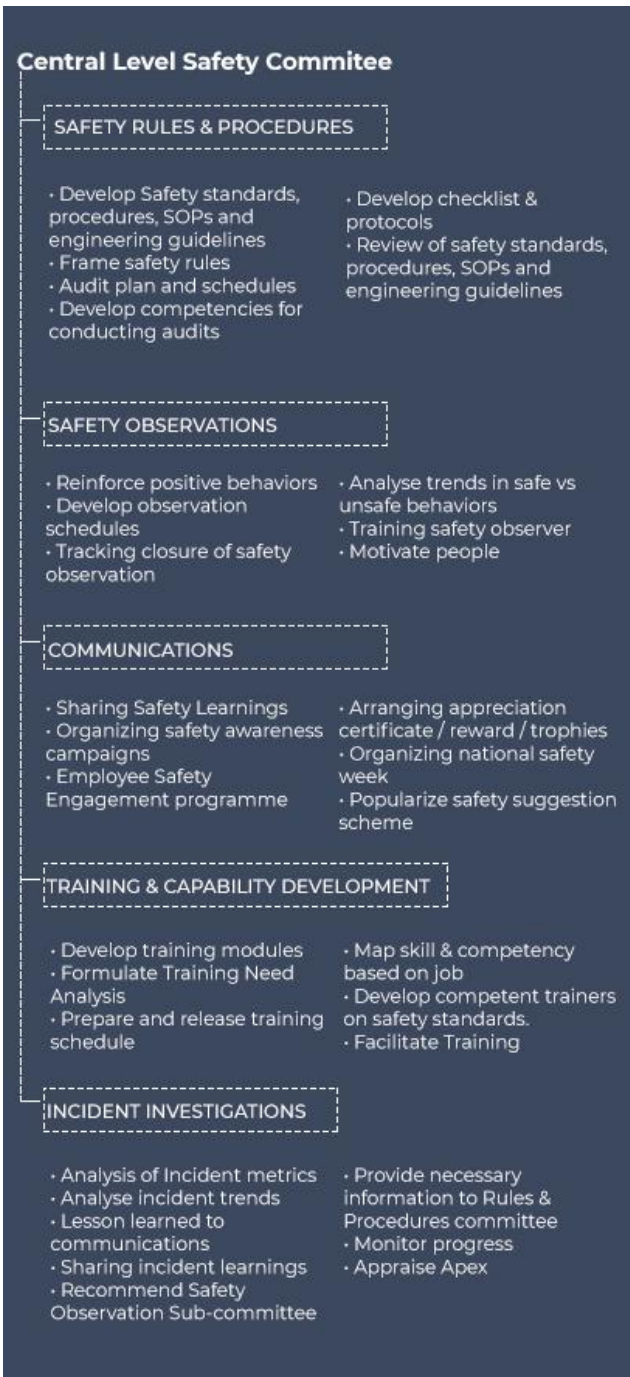 Central Level Safety Commitee
SAFETY RULES & PROCEDURES
• Develop Safety standards,
procedures, SOPs and
engineering guidelines
• Frame safety rules
• Audit plan and schedules
• Develop competencies for
conducting audits
• Develop checklist &
protocols
• Review of safety standards,
procedures, SOPs and
engineering guidelines
SAFETY OBSERVATIONS
• Reinforce positive behaviors
• Develop observation
schedules
• Tracking closure of safety
observation
• Analyse trends in safe vs
unsafe behaviors
• Training safety observer
• Motivate people
COMMUNICATIONS
• Sharing Safety Learnings
• Organizing safety awareness
campaigns
• Employee Safety
Engagement programme
• Arranging appreciation
certificate / reward / trophies
• Organizing national safety
week
• Popularize safety suggestion
scheme
TRAINING & CAPABILITY DEVELOPMENT
• Develop training modules
• Formulate Training Need
Analysis
• Prepare and release training
schedule
• Map skill & competency
based on job
• Develop competent trainers
on safety standards.
• Facilitate Training
INCIDENT INVESTIGATIONS
• Analysis of Incident metrics
• Analyse incident trends
• Lesson learned to
communications
• Sharing incident learnings
• Recommend Safety
Observation Sub-committee
• Provide necessary
information to Rules &
Procedures committee
• Monitor progress
• Appraise Apex